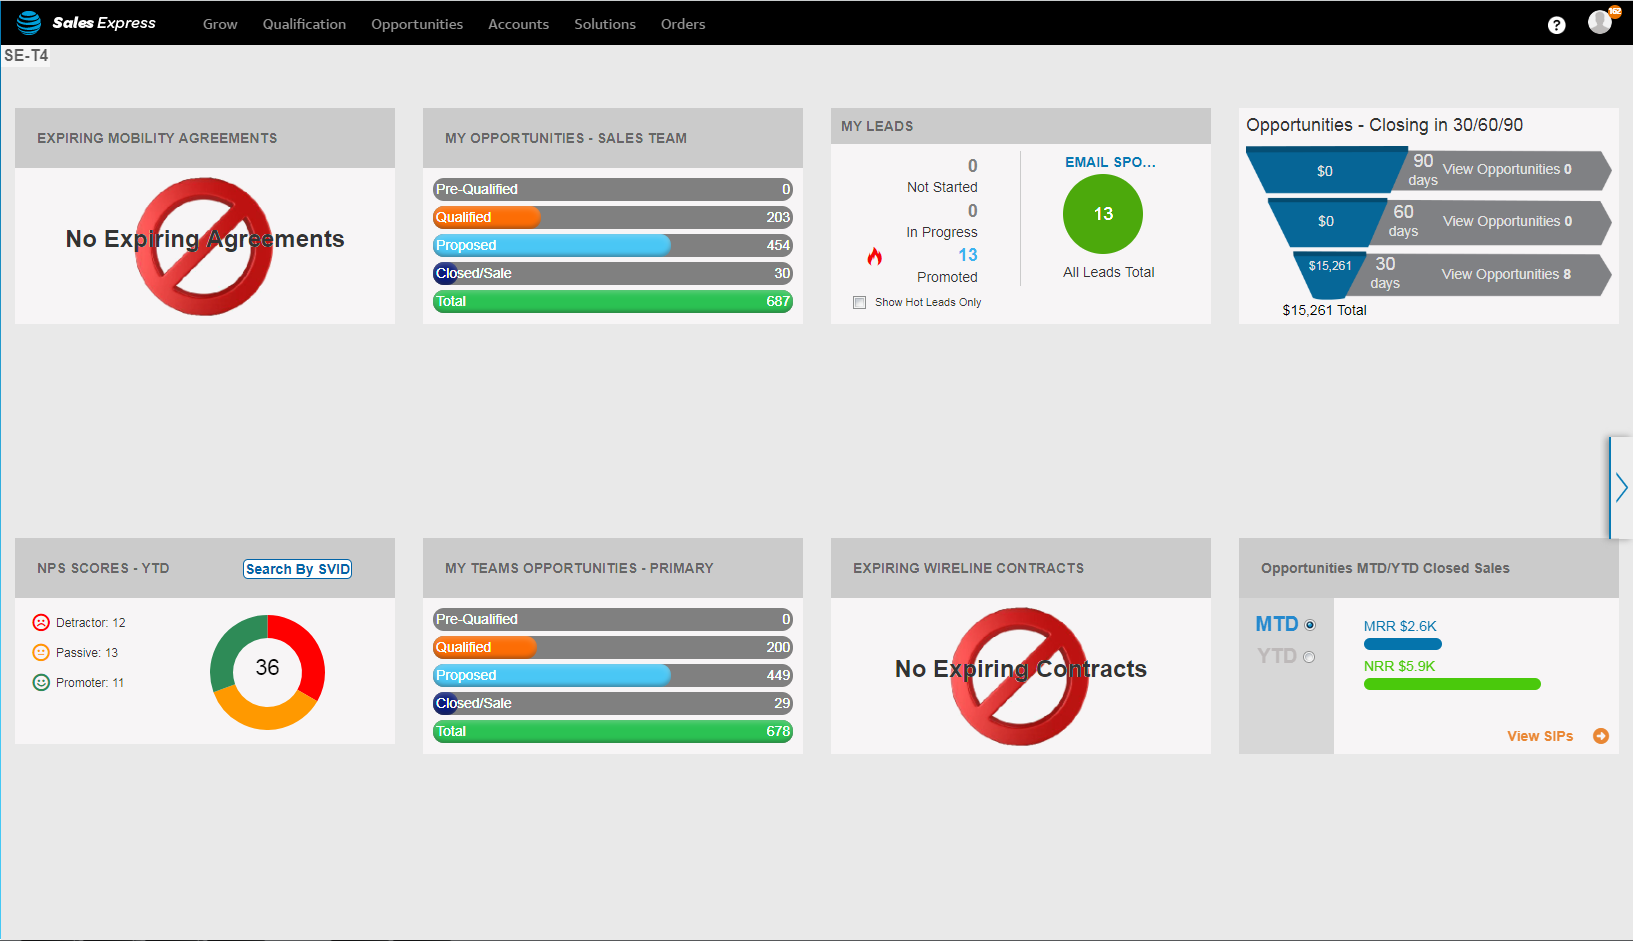 Sales Express
Grow
Qualification
Opportunities
Accounts
Solutions
Orders
?
162
SE-T4
EXPIRING MOBILITY AGREEMENTS
No Expiring Agreements
MY OPPORTUNITIES - SALES TEAM
Pre-Qualified 0
Qualified 203
Proposed 454
Closed/Sale 30
Total 687
MY LEADS
0
Not Started
0
In Progress
13
Promoted
Show Hot Leads Only
EMAIL SPO...
13
All Leads Total
Opportunities - Closing in 30/60/90
$0 90 days View Opportunities 0
$0 60 days View Opportunities 0
$15,261 30 days View Opportunities 8
$15,261 Total
NPS SCORES - YTD
Search By SVID
Detractor: 12
Passive: 13
Promoter: 11
36
MY TEAMS OPPORTUNITIES - PRIMARY
Pre-Qualified 0
Qualified 200
Proposed 449
Closed/Sale 29
Total 678
EXPIRING WIRELINE CONTRACTS
No Expiring Contracts
Opportunities MTD/YTD Closed Sales
MTD
YTD
MRR $2.6K
NRR $5.9K
View SIPs